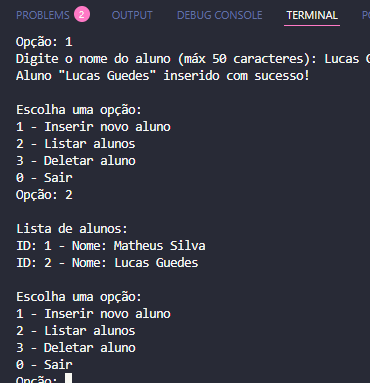 PROBLEMS 2 OUTPUT DEBUG CONSOLE TERMINAL
Opção: 1
Digite o nome do aluno (máx 50 caracteres): Lucas
Aluno "Lucas Guedes" inserido com sucesso!
Escolha uma opção:
1 - Inserir novo aluno
2 - Listar alunos
3 - Deletar aluno
0 - Sair
Opção: 2
Lista de alunos:
ID: 1 - Nome: Matheus Silva
ID: 2 - Nome: Lucas Guedes
Escolha uma opção:
1 - Inserir novo aluno
2 - Listar alunos
3 - Deletar aluno
0 - Sair
Opção: